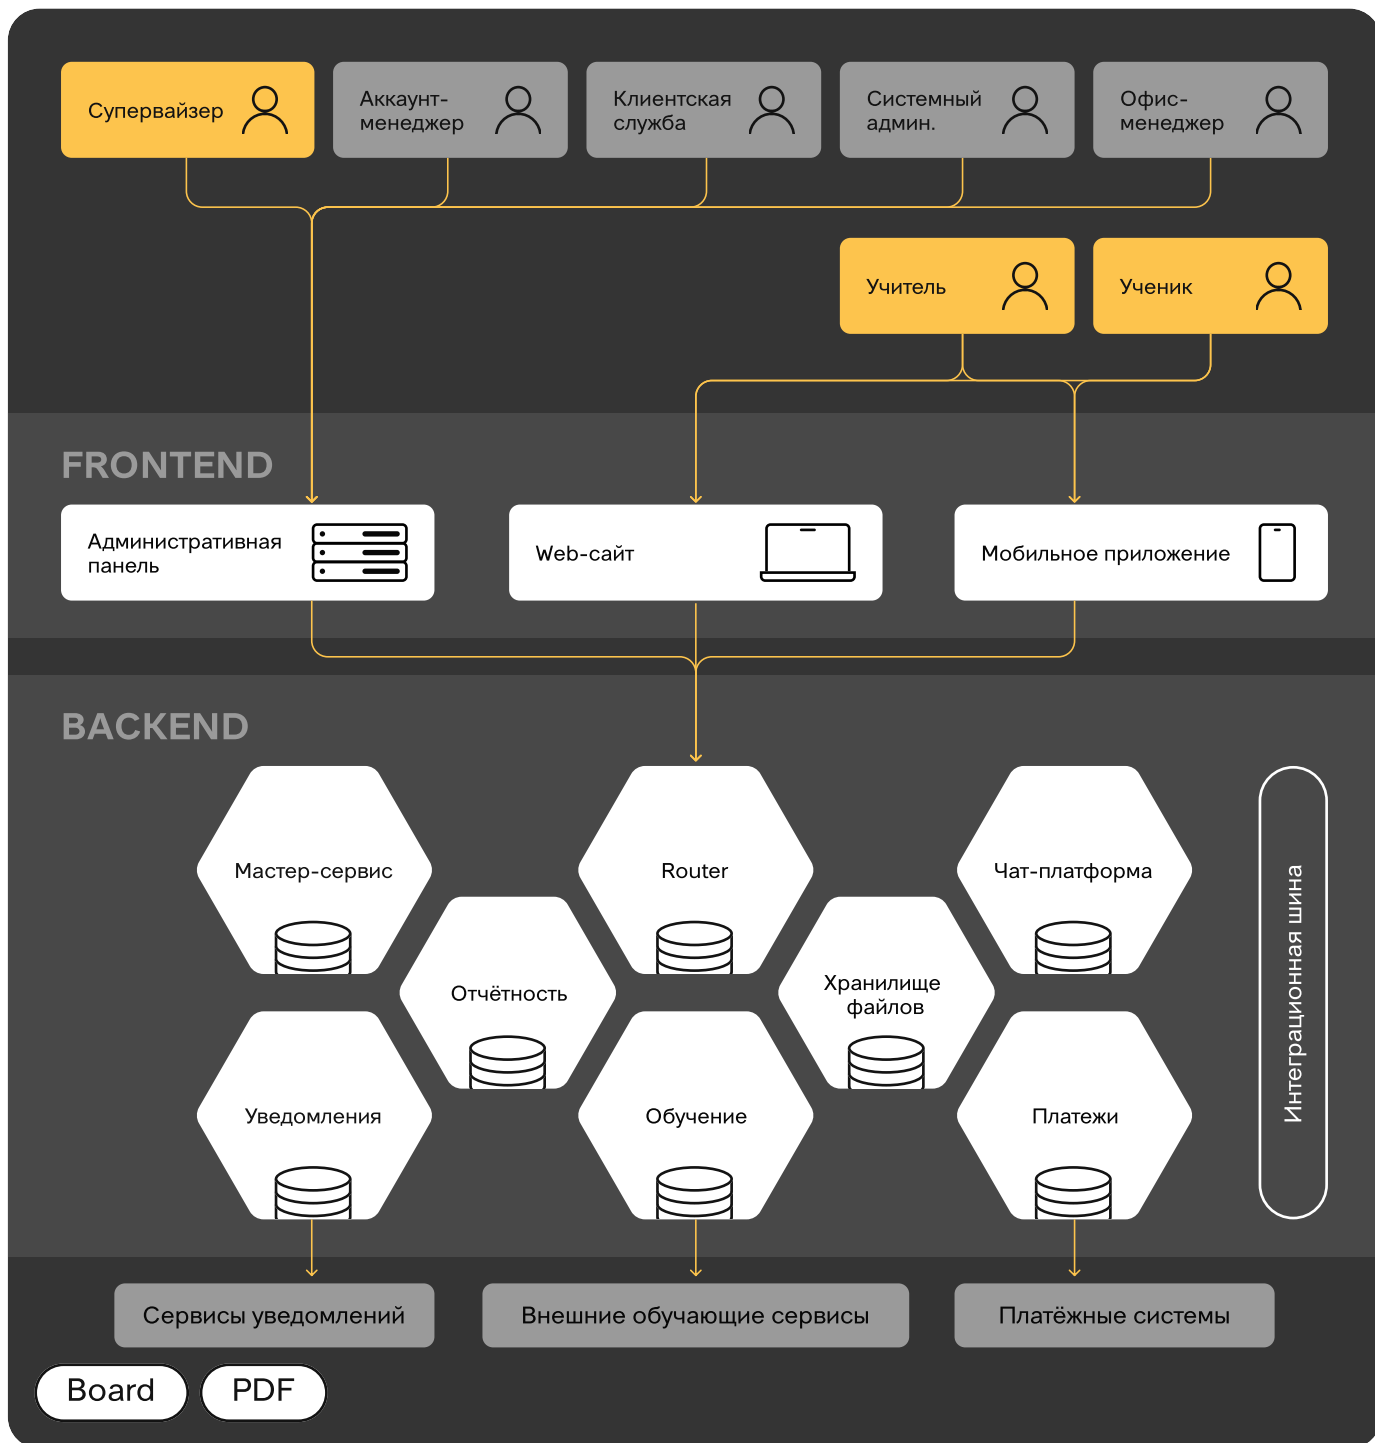 Супервайзер
Аккаунт-
менеджер
Клиентская
служба
Системный
админ.
Офис-
менеджер
Учитель
Ученик
FRONTEND
Административная
панель
Web-сайт
Мобильное приложение
BACKEND
Мастер-сервис
Router
Чат-платформа
Отчётность
Хранилище
файлов
Уведомления
Обучение
Платежи
Интеграционная шина
Сервисы уведомлений
Внешние обучающие сервисы
Платёжные системы
Board
PDF